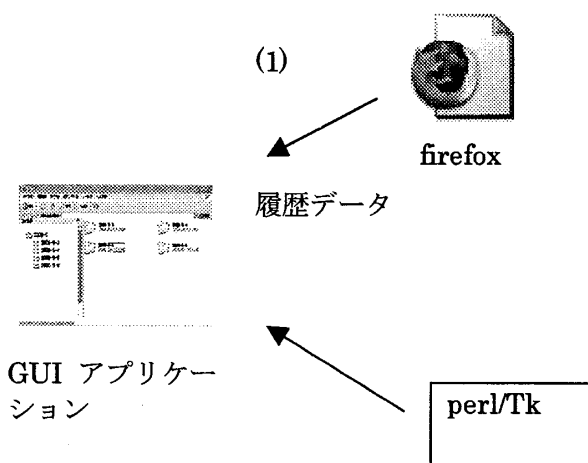 (1)
firefox
履歴データ
GUI アプリケー
ション
perl/Tk